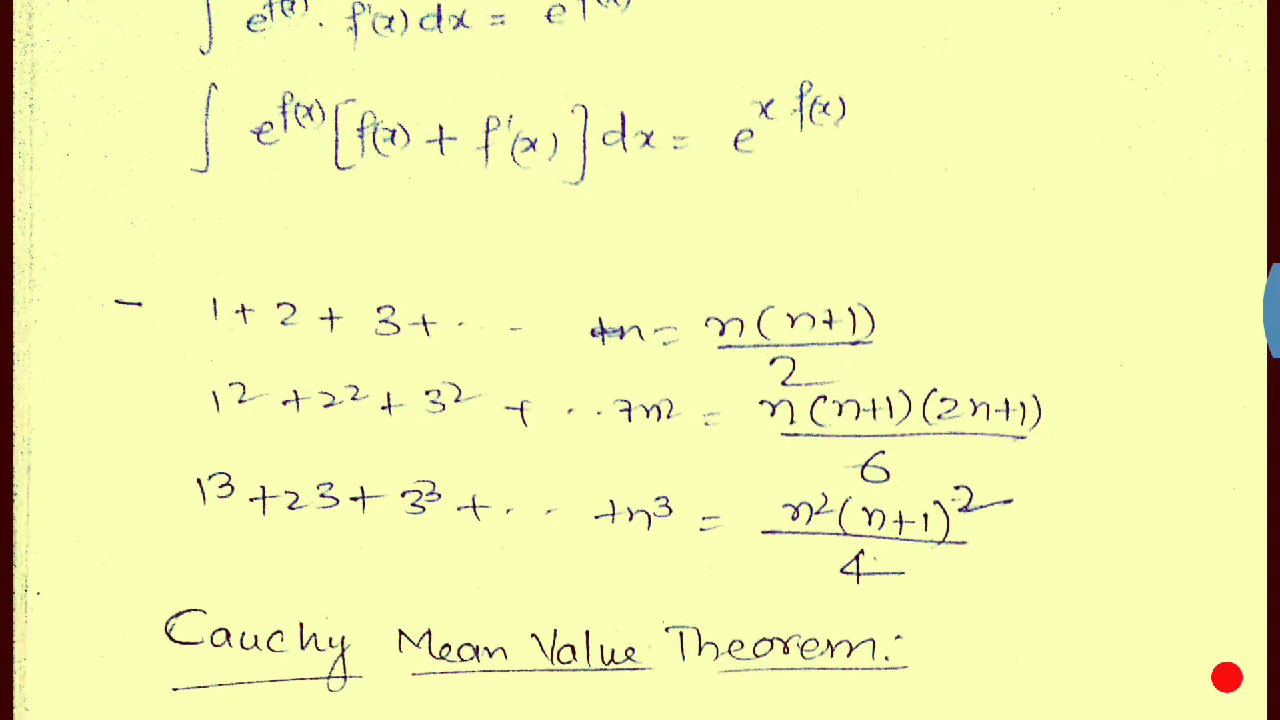 ∫ e^f(x) . f'(x) dx = e^f(x)
∫ e^f(x) [f(x) + f'(x)] dx = e^x f(x)
- 1 + 2 + 3 + . . - +n = n(n+1)/2
1² + 2² + 3² + . . . +n² = n(n+1)(2n+1)/6
1³ + 2³ + 3³ + . . . +n³ = n²(n+1)²/4
Cauchy Mean Value Theorem: